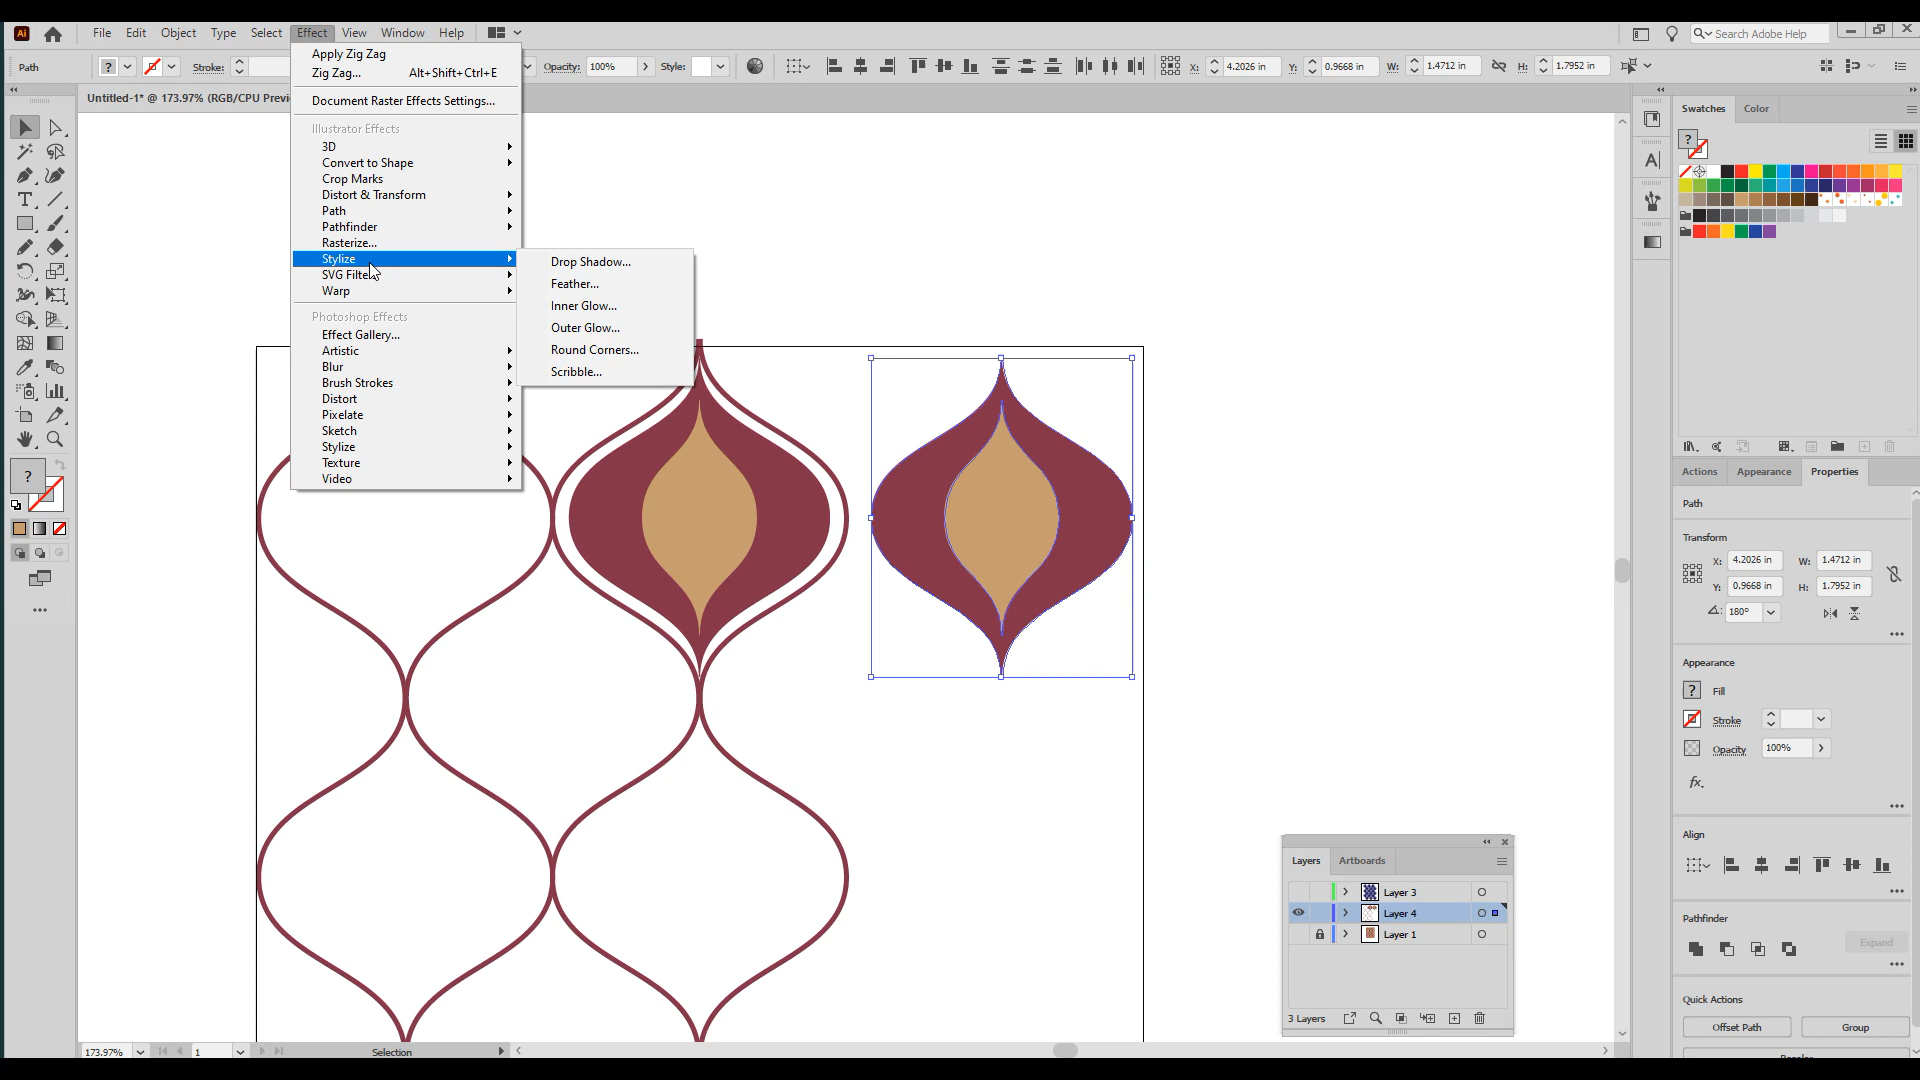 Ai File Edit Object Type Select Effect View Window Help Search Adobe Help
Path ? Stroke: Opacity: 100% Style: X: 4.2026 in Y: 0.9668 in W: 1.4712 in H: 1.7952 in
Untitled-1* @ 173.97% (RGB/CPU Previ
Apply Zig Zag
Zig Zag... Alt+Shift+Ctrl+E
Document Raster Effects Settings...
Illustrator Effects
3D
Convert to Shape
Crop Marks
Distort & Transform
Path
Pathfinder
Rasterize...
Stylize
SVG Filte
Warp
Photoshop Effects
Effect Gallery...
Artistic
Blur
Brush Strokes
Distort
Pixelate
Sketch
Stylize
Texture
Video
Drop Shadow...
Feather...
Inner Glow...
Outer Glow...
Round Corners...
Scribble...
?
Swatches Color
?
Actions Appearance Properties
Path
Transform
X: 4.2026 in W: 1.4712 in
Y: 0.9668 in H: 1.7952 in
180°
Appearance
? Fill
Stroke
Opacity 100%
fx.
Align
Pathfinder
Expand
Quick Actions
Offset Path Group
Layers Artboards
Layer 3
Layer 4
Layer 1
3 Layers
173.97% 1 Selection